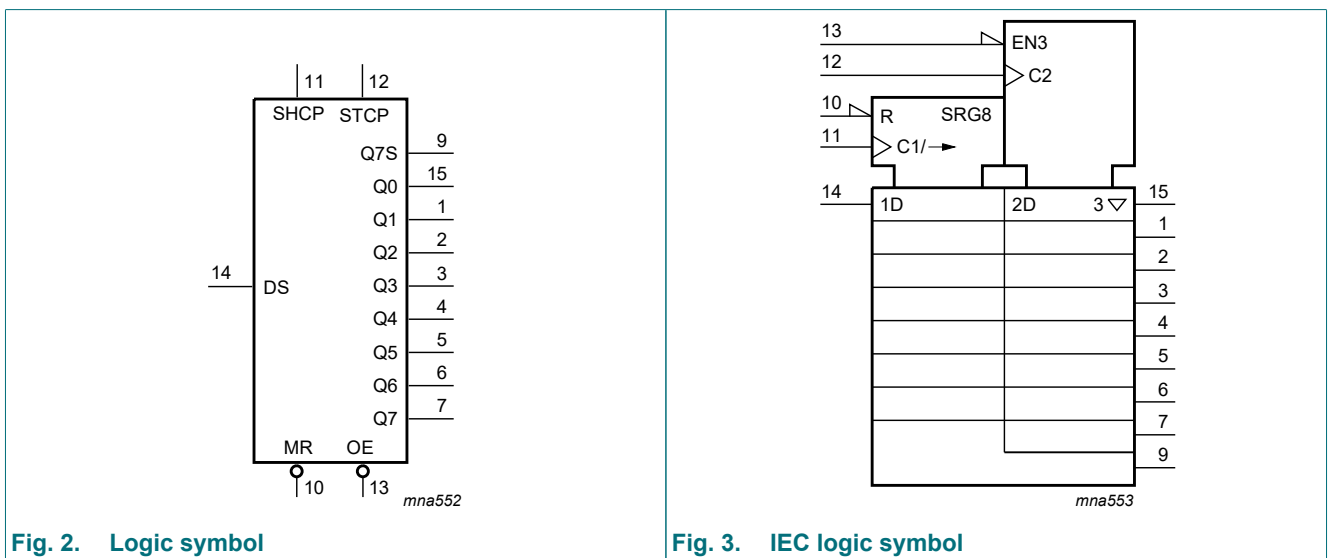 11 12
SHCP STCP
Q7S 9
Q0 15
Q1 1
Q2 2
14 DS Q3 3
Q4 4
Q5 5
Q6 6
Q7 7
MR OE
10 13
mna552
Fig. 2. Logic symbol
13 EN3
12 C2
10 R SRG8
11 C1/
14 1D 2D 3 15
1
2
3
4
5
6
7
9
mna553
Fig. 3. IEC logic symbol